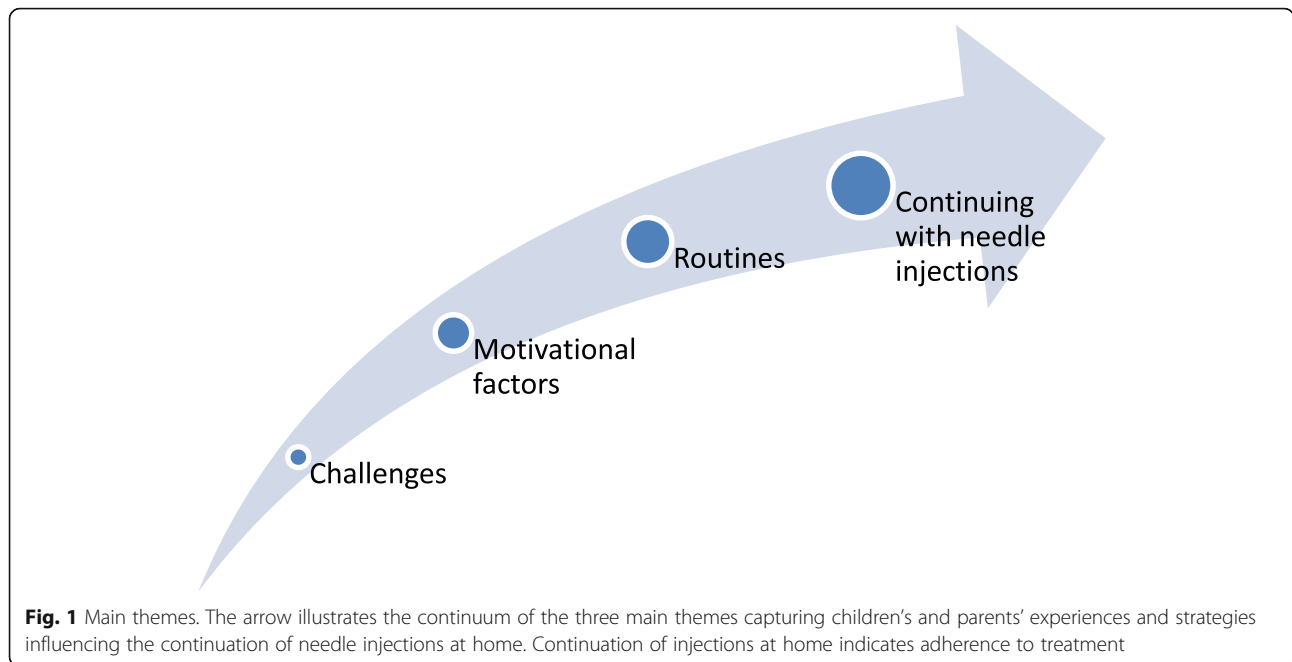 Challenges
Motivational
factors
Routines
Continuing
with needle
injections
Fig. 1 Main themes. The arrow illustrates the continuum of the three main themes capturing children’s and parents’ experiences and strategies
influencing the continuation of needle injections at home. Continuation of injections at home indicates adherence to treatment